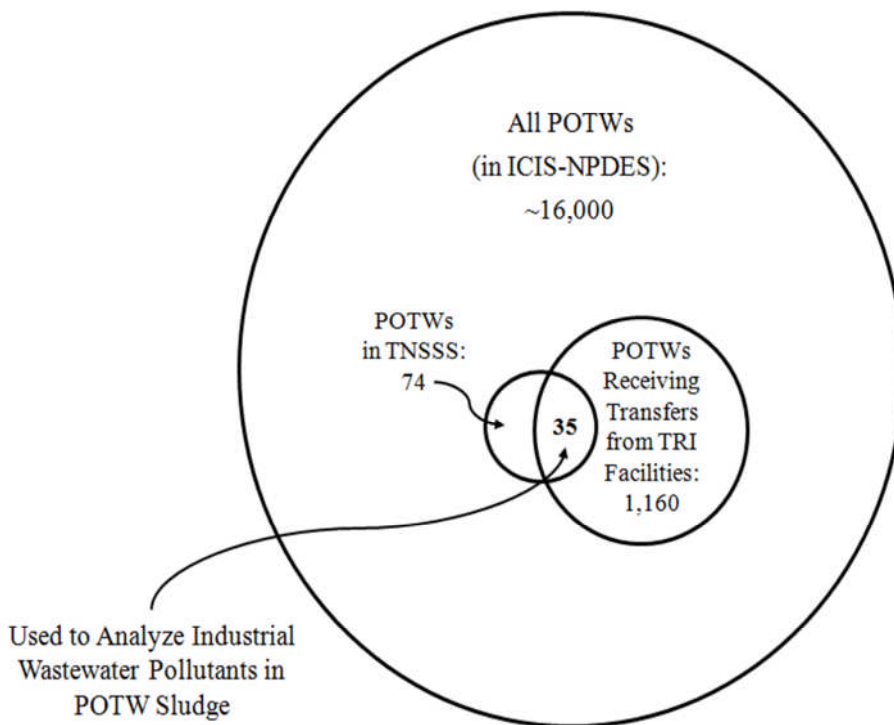 All POTWs
(in ICIS-NPDES):
~16,000
POTWs
in TNSSS:
74
35
POTWs
Receiving
Transfers
from TRI
Facilities:
1,160
Used to Analyze Industrial
Wastewater Pollutants in
POTW Sludge